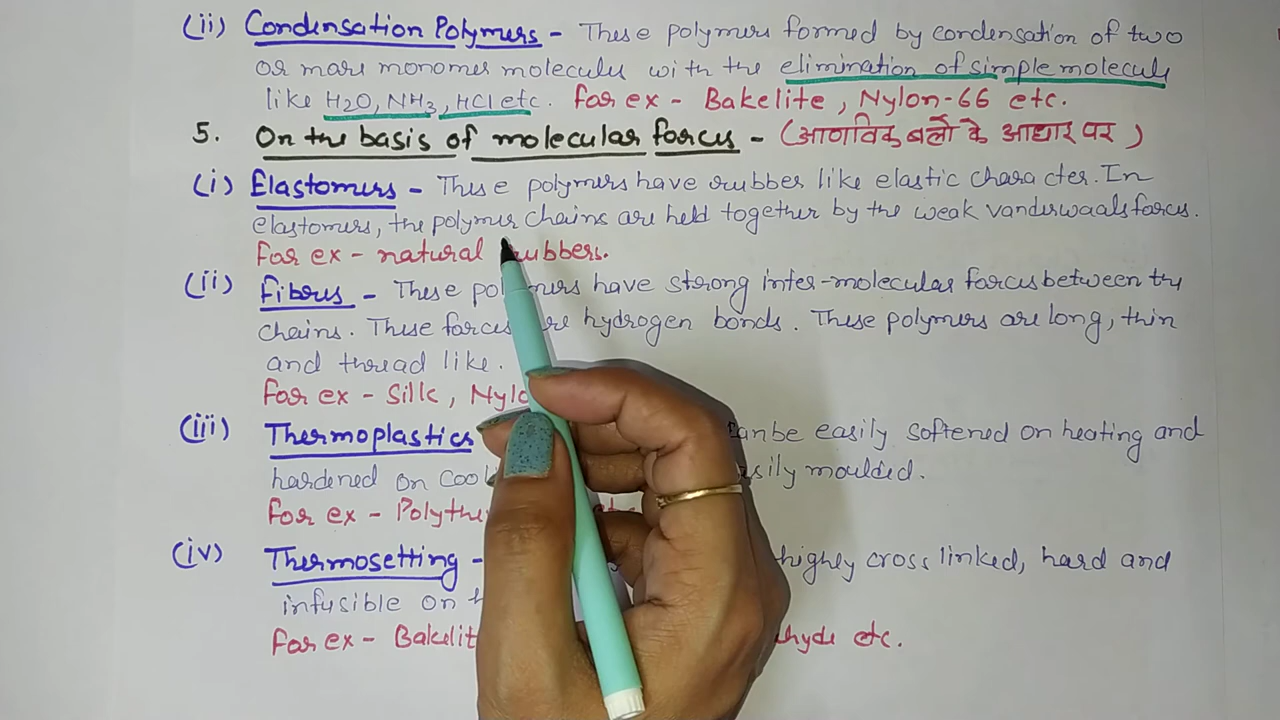 (ii) Condensation Polymers - These polymers formed by condensation of two
or more monomer molecules with the elimination of simple molecule
like H2O, NH3, HCl etc. For ex - Bakelite, Nylon-66 etc.
5. On the basis of molecular forces - (आणविक बलों के आधार पर)
(i) Elastomers - These polymers have rubber like elastic character. In
elastomers, the polymer chains are held together by the weak vanderwaals forces.
For ex - natural rubbers.
(ii) Fibres - These polymers have strong inter-molecular forces between the
chains. These forces are hydrogen bonds. These polymers are long, thin
and thread like.
For ex - Silk,
(iii) Thermoplastics can be easily softened on heating and
hardened on moulded.
For ex -
(iv) Thermosetting - highly cross linked, hard and
infusible on
For ex - etc.